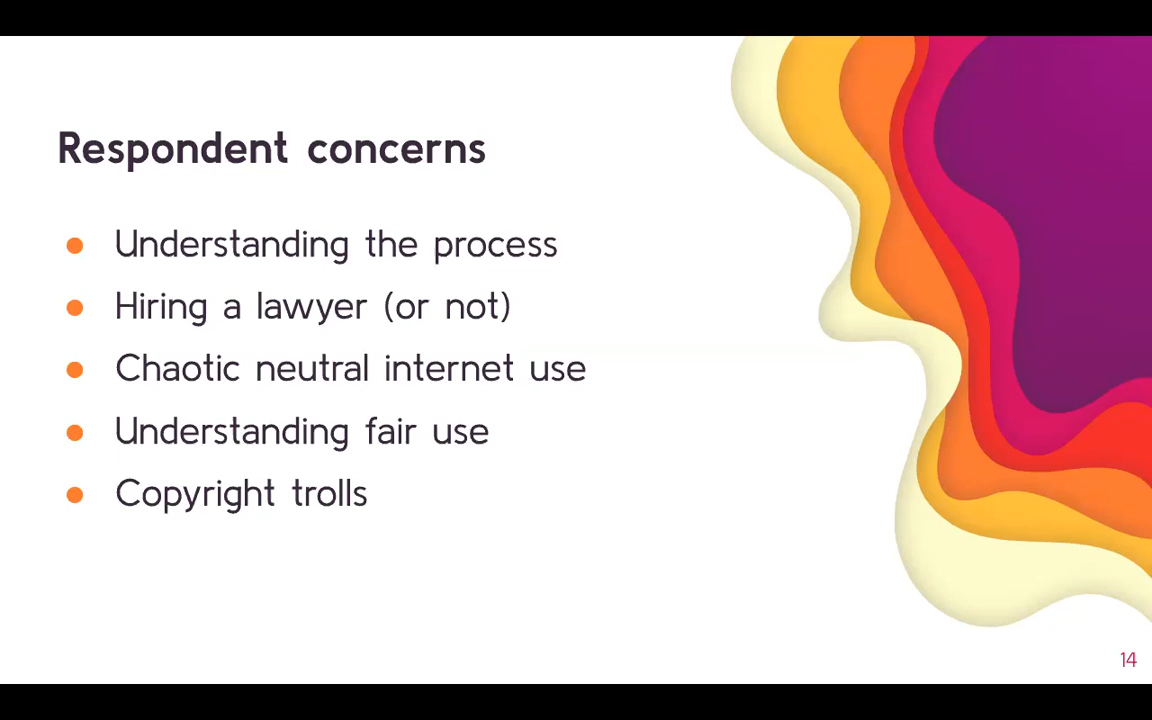 Respondent concerns
Understanding the process
Hiring a lawyer (or not)
Chaotic neutral internet use
Understanding fair use
Copyright trolls
14